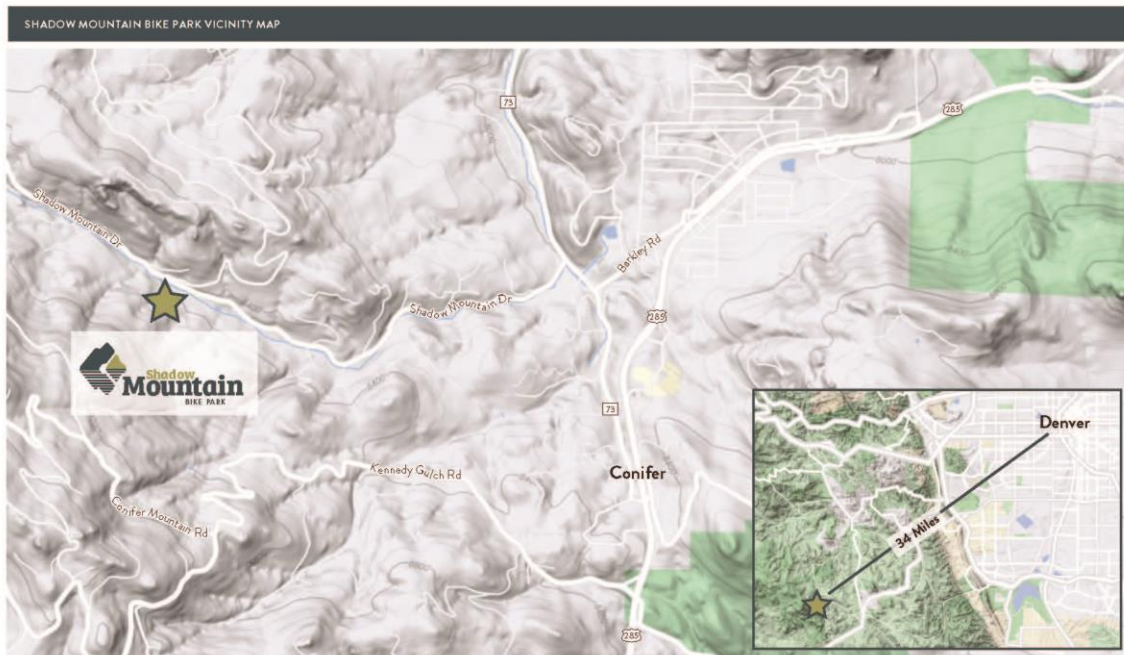 SHADOW MOUNTAIN BIKE PARK VICINITY MAP
73
285
8600
Shadow Mountain Dr
Barkley Rd
Shadow Mountain Dr
285
Shadow
Mountain
BIKE PARK
73
Denver
Kennedy Gulch Rd
Conifer
Conifer Mountain Rd
34 Miles
285